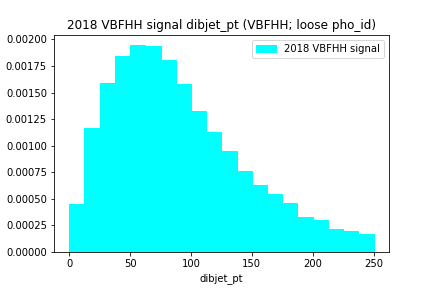 2018 VBFHH signal dibjet_pt (VBFHH; loose pho_id)
2018 VBFHH signal
0.00200
0.00175
0.00150
0.00125
0.00100
0.00075
0.00050
0.00025
0.00000
0 50 100 150 200 250
dibjet_pt